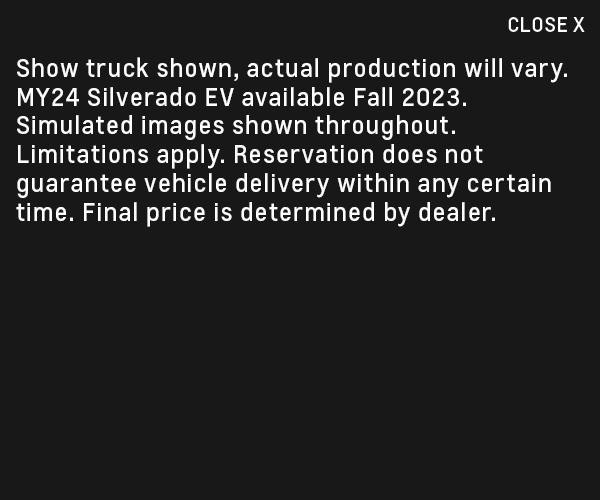 CLOSE X
Show truck shown, actual production will vary.
MY24 Silverado EV available Fall 2023.
Simulated images shown throughout.
Limitations apply. Reservation does not
guarantee vehicle delivery within any certain
time. Final price is determined by dealer.